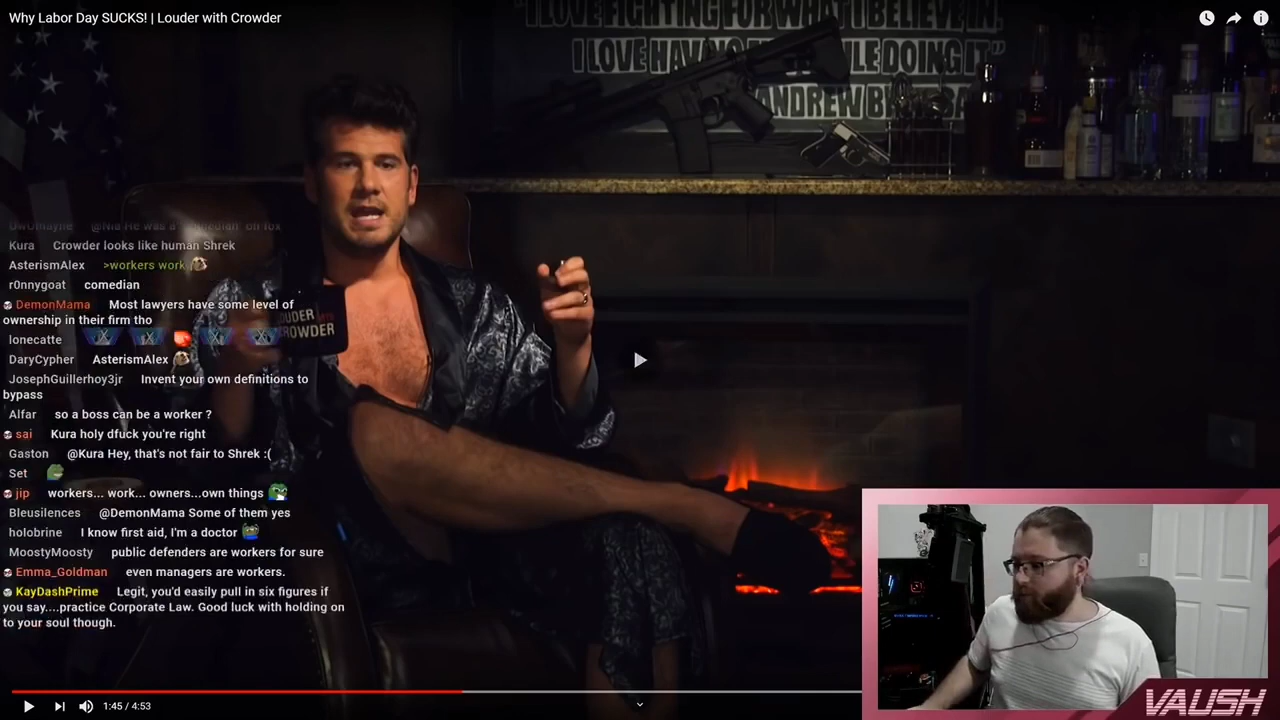 Why Labor Day SUCKS! | Louder with Crowder
"I LOVE FIGHTING FOR WHAT I BELIEVE IN.
I LOVE HAVING
LE DOING IT"
ANDREW
LOUDER WITH
CROWDER
Kura Crowder looks like human Shrek
AsterismAlex >workers work
r0nnygoat comedian
DemonMama Most lawyers have some level of
ownership in their firm tho
lonecatte
DaryCypher AsterismAlex
JosephGuillerhoy3jr Invent your own definitions to
bypass
Alfar so a boss can be a worker ?
sai Kura holy dfuck you're right
Gaston @Kura Hey, that's not fair to Shrek :(
Set
jip workers... work... owners...own things
Bleusilences @DemonMama Some of them yes
holobrine I know first aid, I'm a doctor
MoostyMoosty public defenders are workers for sure
Emma_Goldman even managers are workers.
KayDashPrime Legit, you'd easily pull in six figures if
you say....practice Corporate Law. Good luck with holding on
to your soul though.
1:45 / 4:53
VAUSH